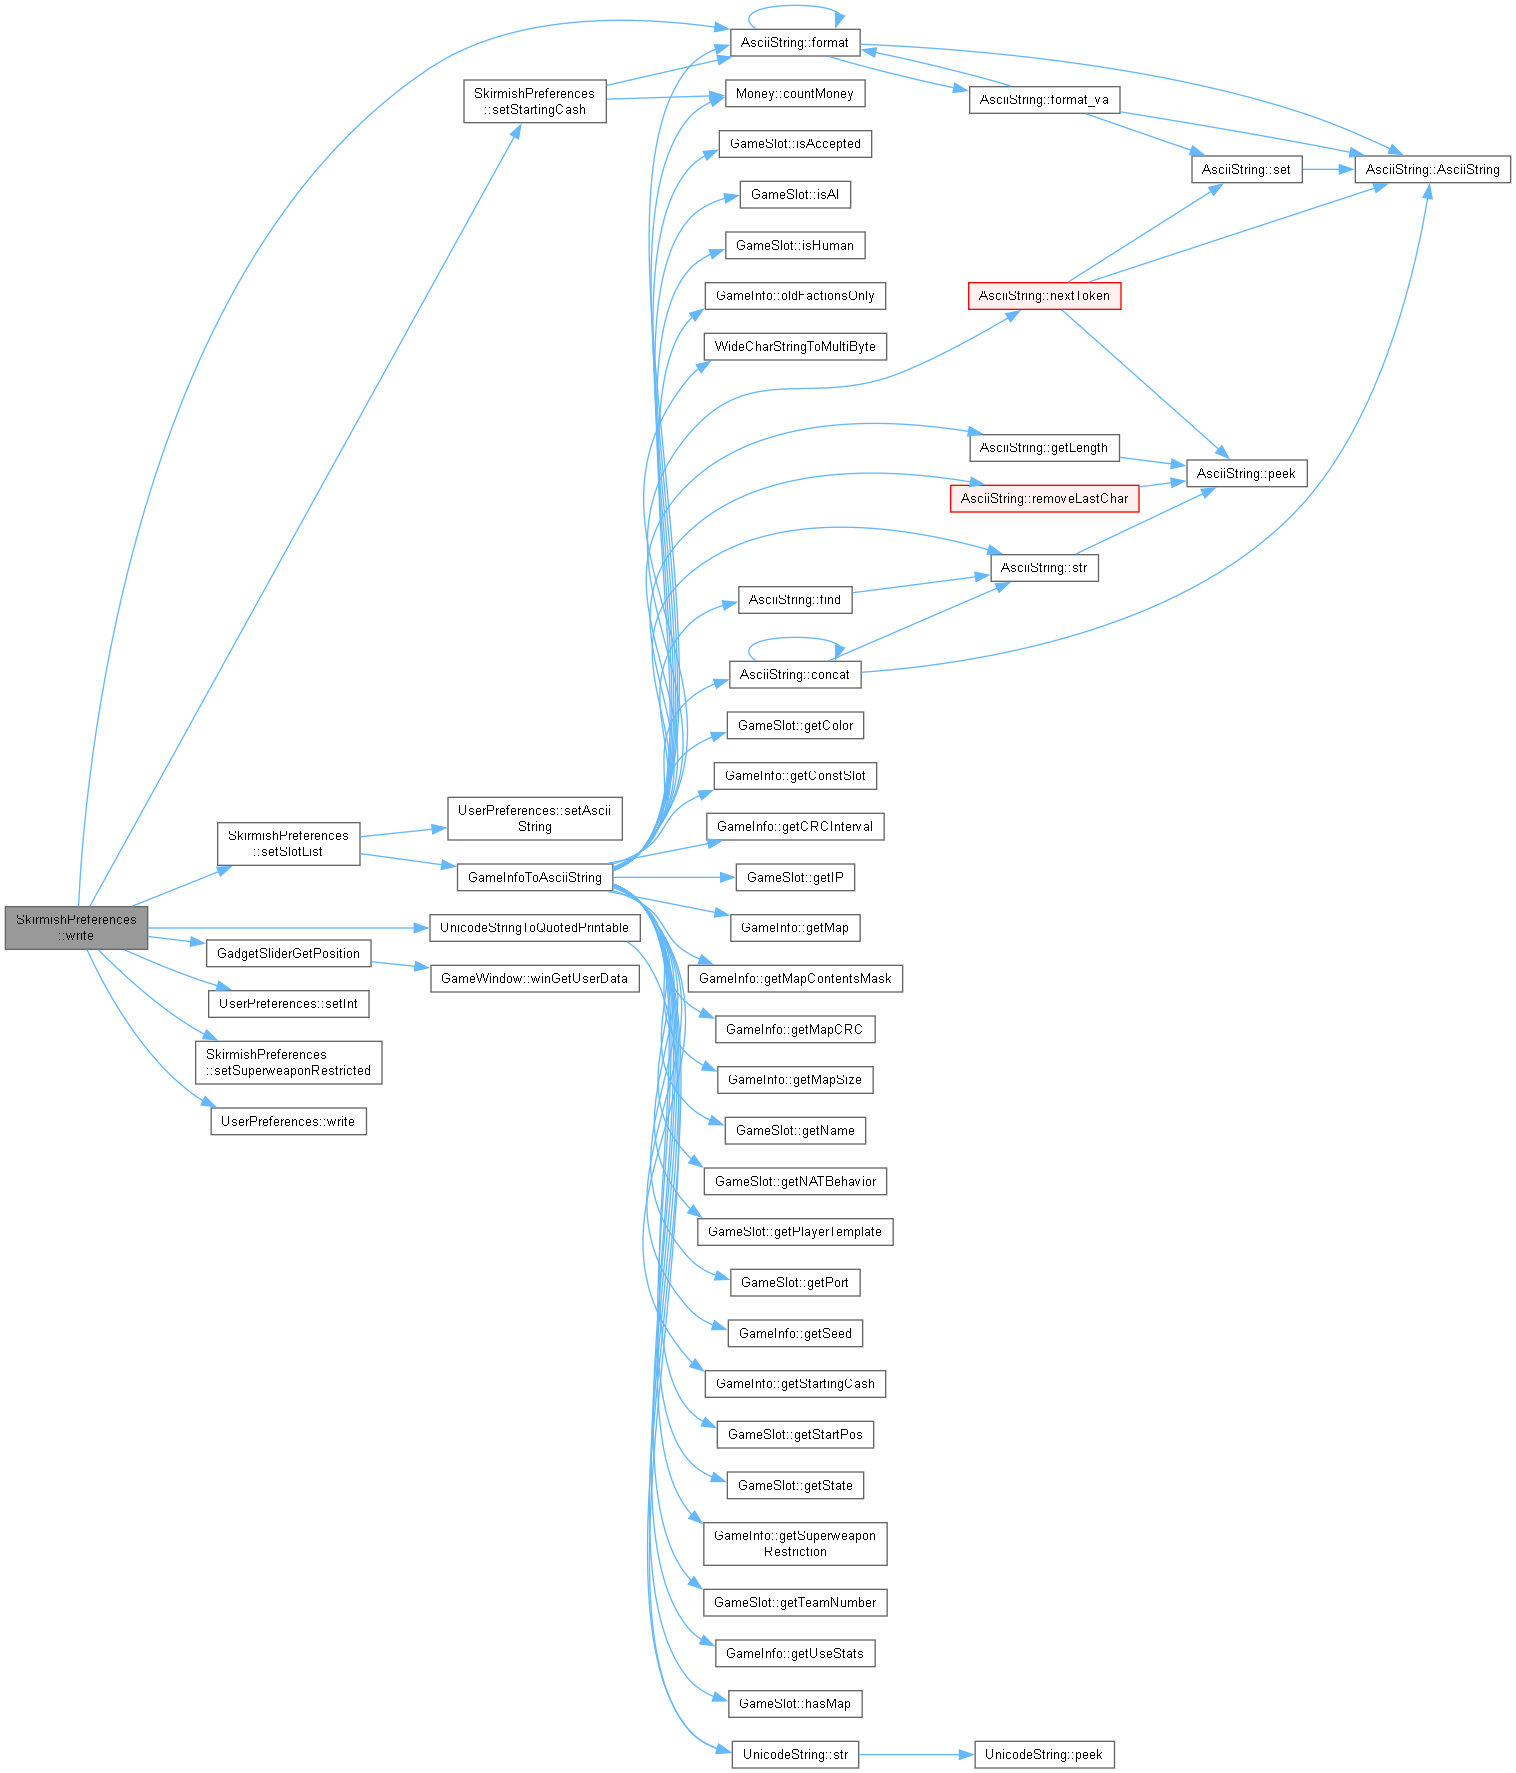 AsciiString::format
SkirmishPreferences
::setStartingCash
Money::countMoney
AsciiString::format_va
GameSlot::isAccepted
AsciiString::set
AsciiString::AsciiString
GameSlot::isAI
GameSlot::isHuman
GameInfo::oldFactionsOnly
AsciiString::nextToken
WideCharStringToMultiByte
AsciiString::getLength
AsciiString::peek
AsciiString::removeLastChar
AsciiString::str
AsciiString::find
AsciiString::concat
GameSlot::getColor
GameInfo::getConstSlot
UserPreferences::setAscii
String
GameInfo::getCRCInterval
SkirmishPreferences
::setSlotList
GameInfoToAsciiString
GameSlot::getIP
SkirmishPreferences
::write
UnicodeStringToQuotedPrintable
GameInfo::getMap
GadgetSliderGetPosition
GameWindow::winGetUserData
GameInfo::getMapContentsMask
UserPreferences::setInt
GameInfo::getMapCRC
SkirmishPreferences
::setSuperweaponRestricted
GameInfo::getMapSize
UserPreferences::write
GameSlot::getName
GameSlot::getNATBehavior
GameSlot::getPlayerTemplate
GameSlot::getPort
GameInfo::getSeed
GameInfo::getStartingCash
GameSlot::getStartPos
GameSlot::getState
GameInfo::getSuperweapon
Restriction
GameSlot::getTeamNumber
GameInfo::getUseStats
GameSlot::hasMap
UnicodeString::str
UnicodeString::peek